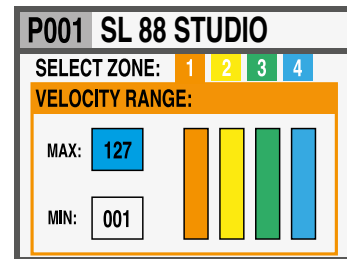 P001 SL 88 STUDIO
SELECT ZONE: 1 2 3 4
VELOCITY RANGE:
MAX: 127
MIN: 001